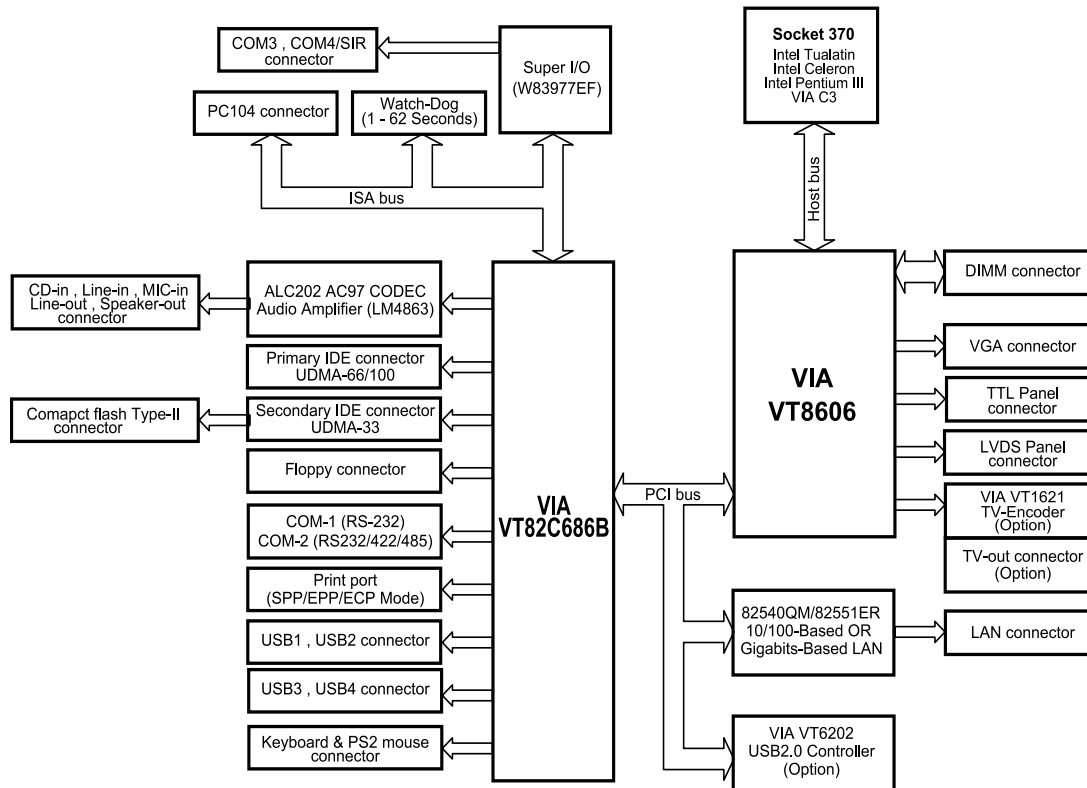 COM3 , COM4/SIR
connector
Super I/O
(W83977EF)
Socket 370
Intel Tualatin
Intel Celeron
Intel Pentium III
VIA C3
PC104 connector
Watch-Dog
(1 - 62 Seconds)
ISA bus
Host bus
CD-in , Line-in , MIC-in
Line-out , Speaker-out
connector
ALC202 AC97 CODEC
Audio Amplifier (LM4863)
Primary IDE connector
UDMA-66/100
Comapct flash Type-II
connector
Secondary IDE connector
UDMA-33
Floppy connector
COM-1 (RS-232)
COM-2 (RS232/422/485)
Print port
(SPP/EPP/ECP Mode)
USB1 , USB2 connector
USB3 , USB4 connector
Keyboard & PS2 mouse
connector
VIA
VT82C686B
PCI bus
VIA
VT8606
DIMM connector
VGA connector
TTL Panel
connector
LVDS Panel
connector
VIA VT1621
TV-Encoder
(Option)
TV-out connector
(Option)
82540QM/82551ER
10/100-Based OR
Gigabits-Based LAN
LAN connector
VIA VT6202
USB2.0 Controller
(Option)